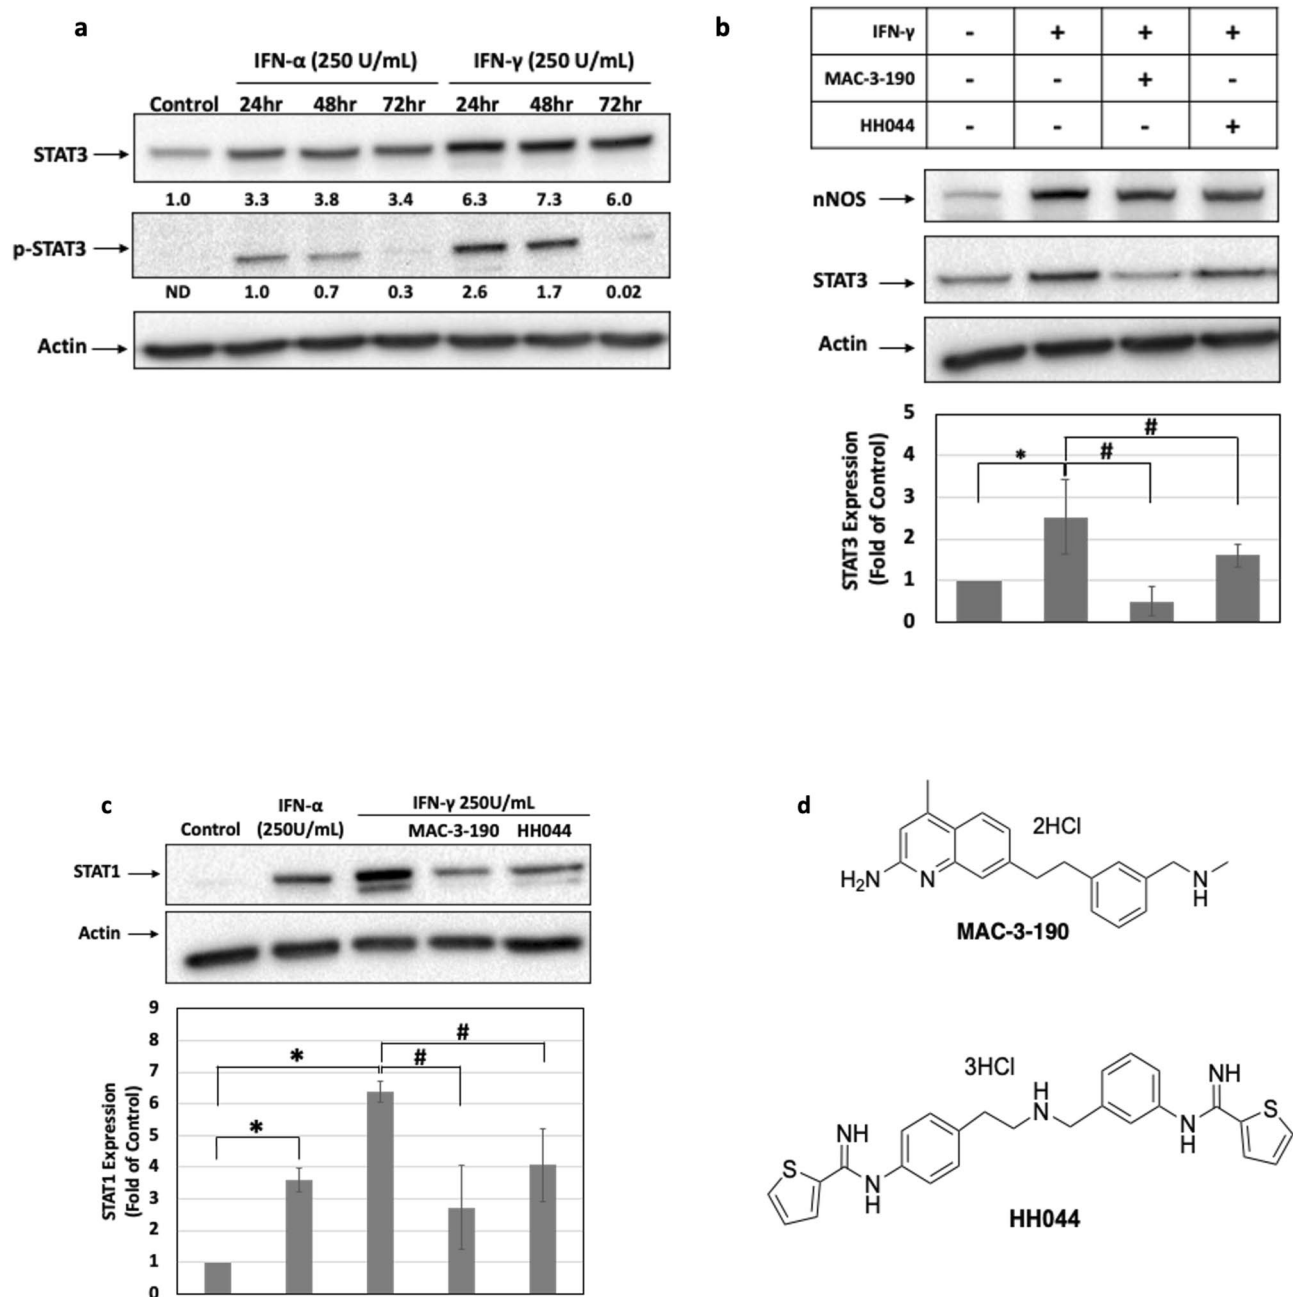 a
IFN-α (250 U/mL) IFN-γ (250 U/mL)
Control 24hr 48hr 72hr 24hr 48hr 72hr
STAT3
1.0 3.3 3.8 3.4 6.3 7.3 6.0
p-STAT3
ND 1.0 0.7 0.3 2.6 1.7 0.02
Actin
b
IFN-γ - + + +
MAC-3-190 - - + -
HH044 - - - +
nNOS
STAT3
Actin
STAT3 Expression
(Fold of Control)
5
4
3
2
1
0
* # #
c
IFN-α IFN-γ 250U/mL
Control (250U/mL) MAC-3-190 HH044
STAT1
Actin
STAT1 Expression
(Fold of Control)
9
8
7
6
5
4
3
2
1
0
* * # #
d
2HCl
H₂N N N
H
MAC-3-190
3HCl
H
N
NH
S
N
H
NH
S
N
H
HH044